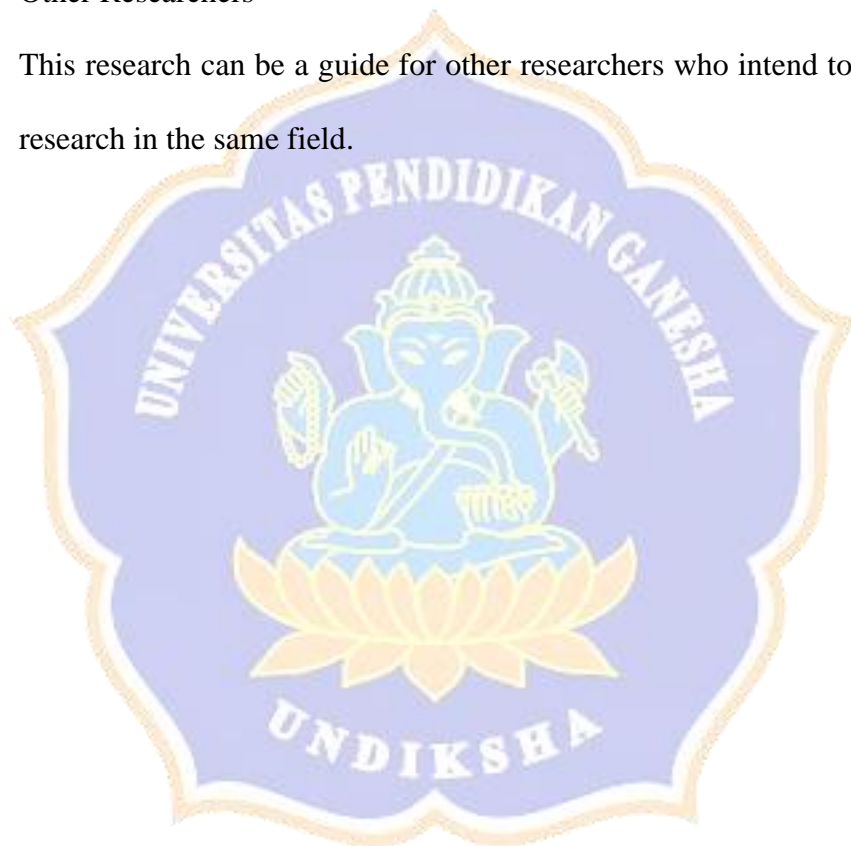 Other Researchers
This research can be a guide for other researchers who intend to
research in the same field.
UNIVERSITAS PENDIDIKAN GANESHA
UNDIKSHA